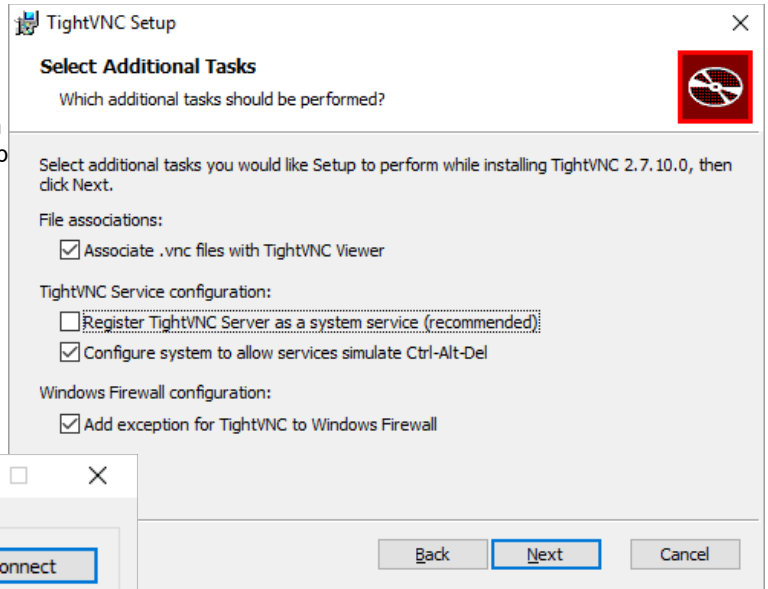 TightVNC Setup
Select Additional Tasks
Which additional tasks should be performed?
Select additional tasks you would like Setup to perform while installing TightVNC 2.7.10.0, then
click Next.
File associations:
Associate .vnc files with TightVNC Viewer
TightVNC Service configuration:
Register TightVNC Server as a system service (recommended)
Configure system to allow services simulate Ctrl-Alt-Del
Windows Firewall configuration:
Add exception for TightVNC to Windows Firewall
Back Next Cancel
onnect